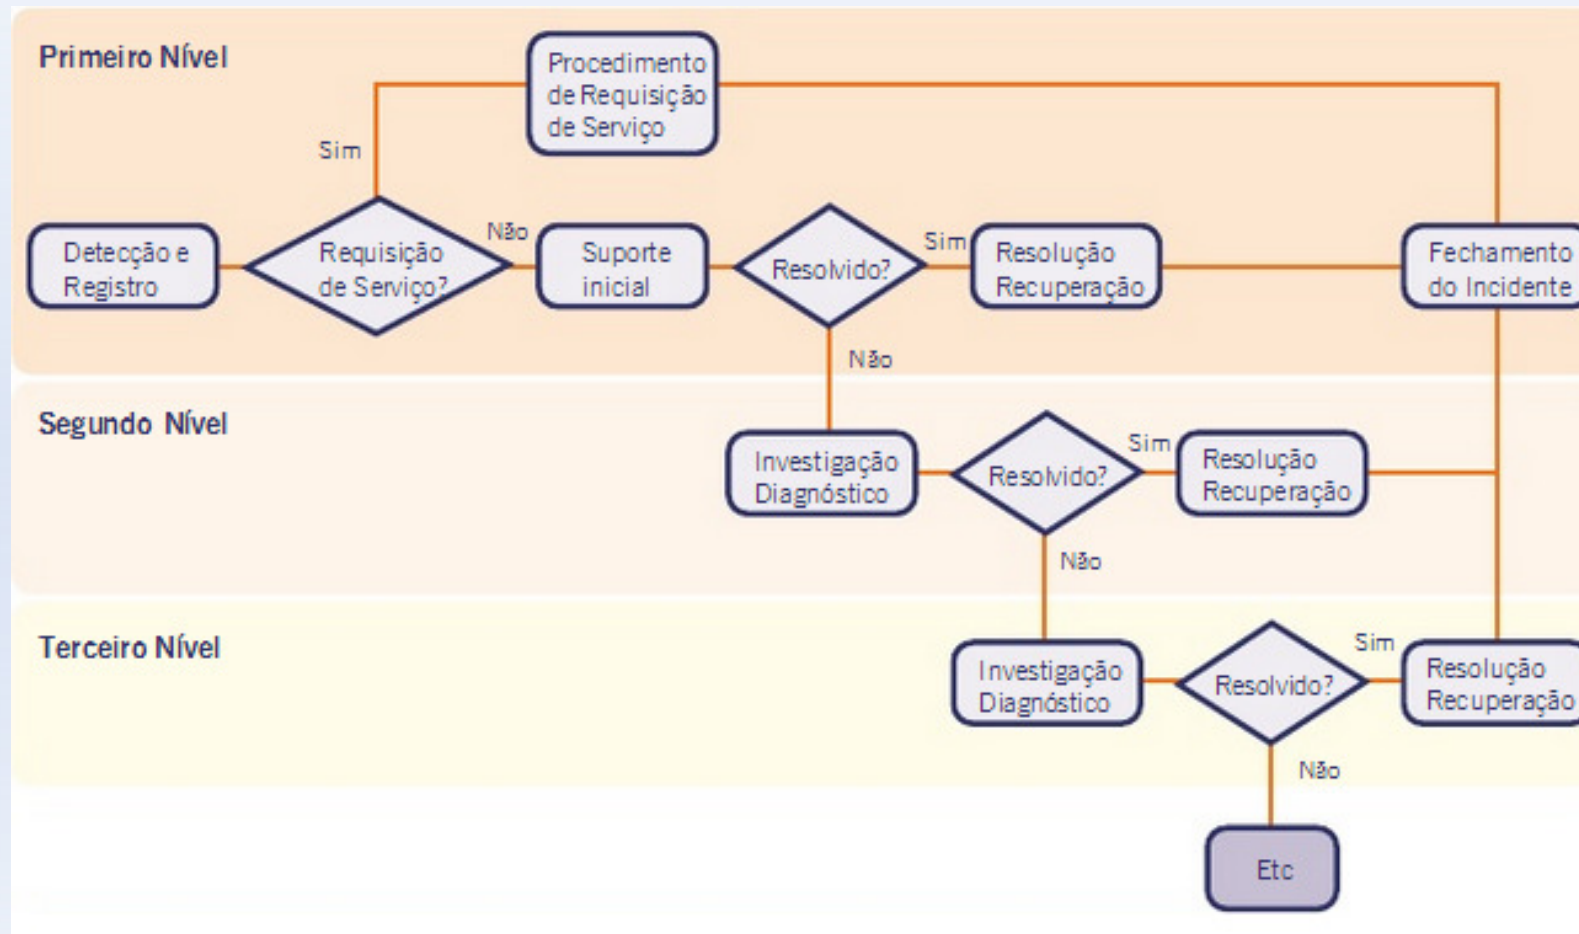 Primeiro Nível
Procedimento
de Requisição
de Serviço
Sim
Detecção e
Registro
Requisição
de Serviço?
Não
Suporte
inicial
Resolvido?
Sim
Resolução
Recuperação
Fechamento
do Incidente
Não
Segundo Nível
Investigação
Diagnóstico
Resolvido?
Sim
Resolução
Recuperação
Não
Terceiro Nível
Investigação
Diagnóstico
Resolvido?
Sim
Resolução
Recuperação
Não
Etc